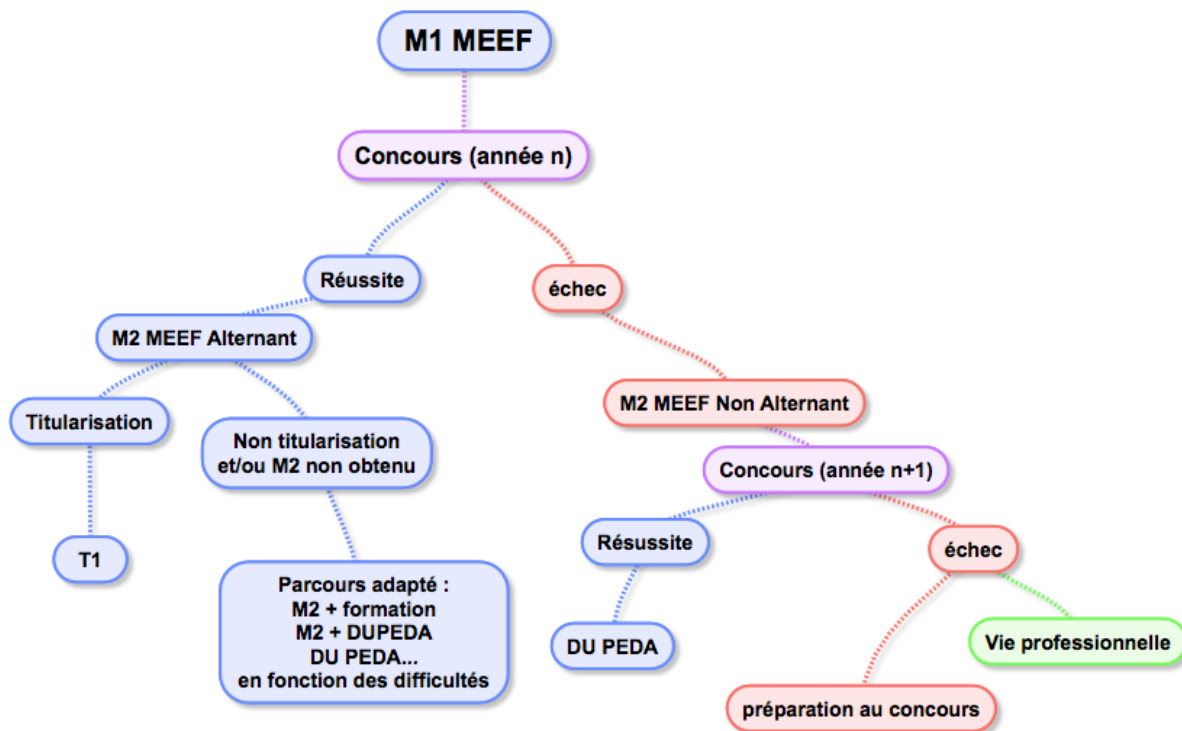 M1 MEEF
Concours (année n)
Réussite
échec
M2 MEEF Alternant
M2 MEEF Non Alternant
Titularisation
Non titularisation
et/ou M2 non obtenu
Concours (année n+1)
Résussite
échec
T1
Parcours adapté :
M2 + formation
M2 + DUPEDA
DU PEDA...
en fonction des difficultés
DU PEDA
Vie professionnelle
préparation au concours